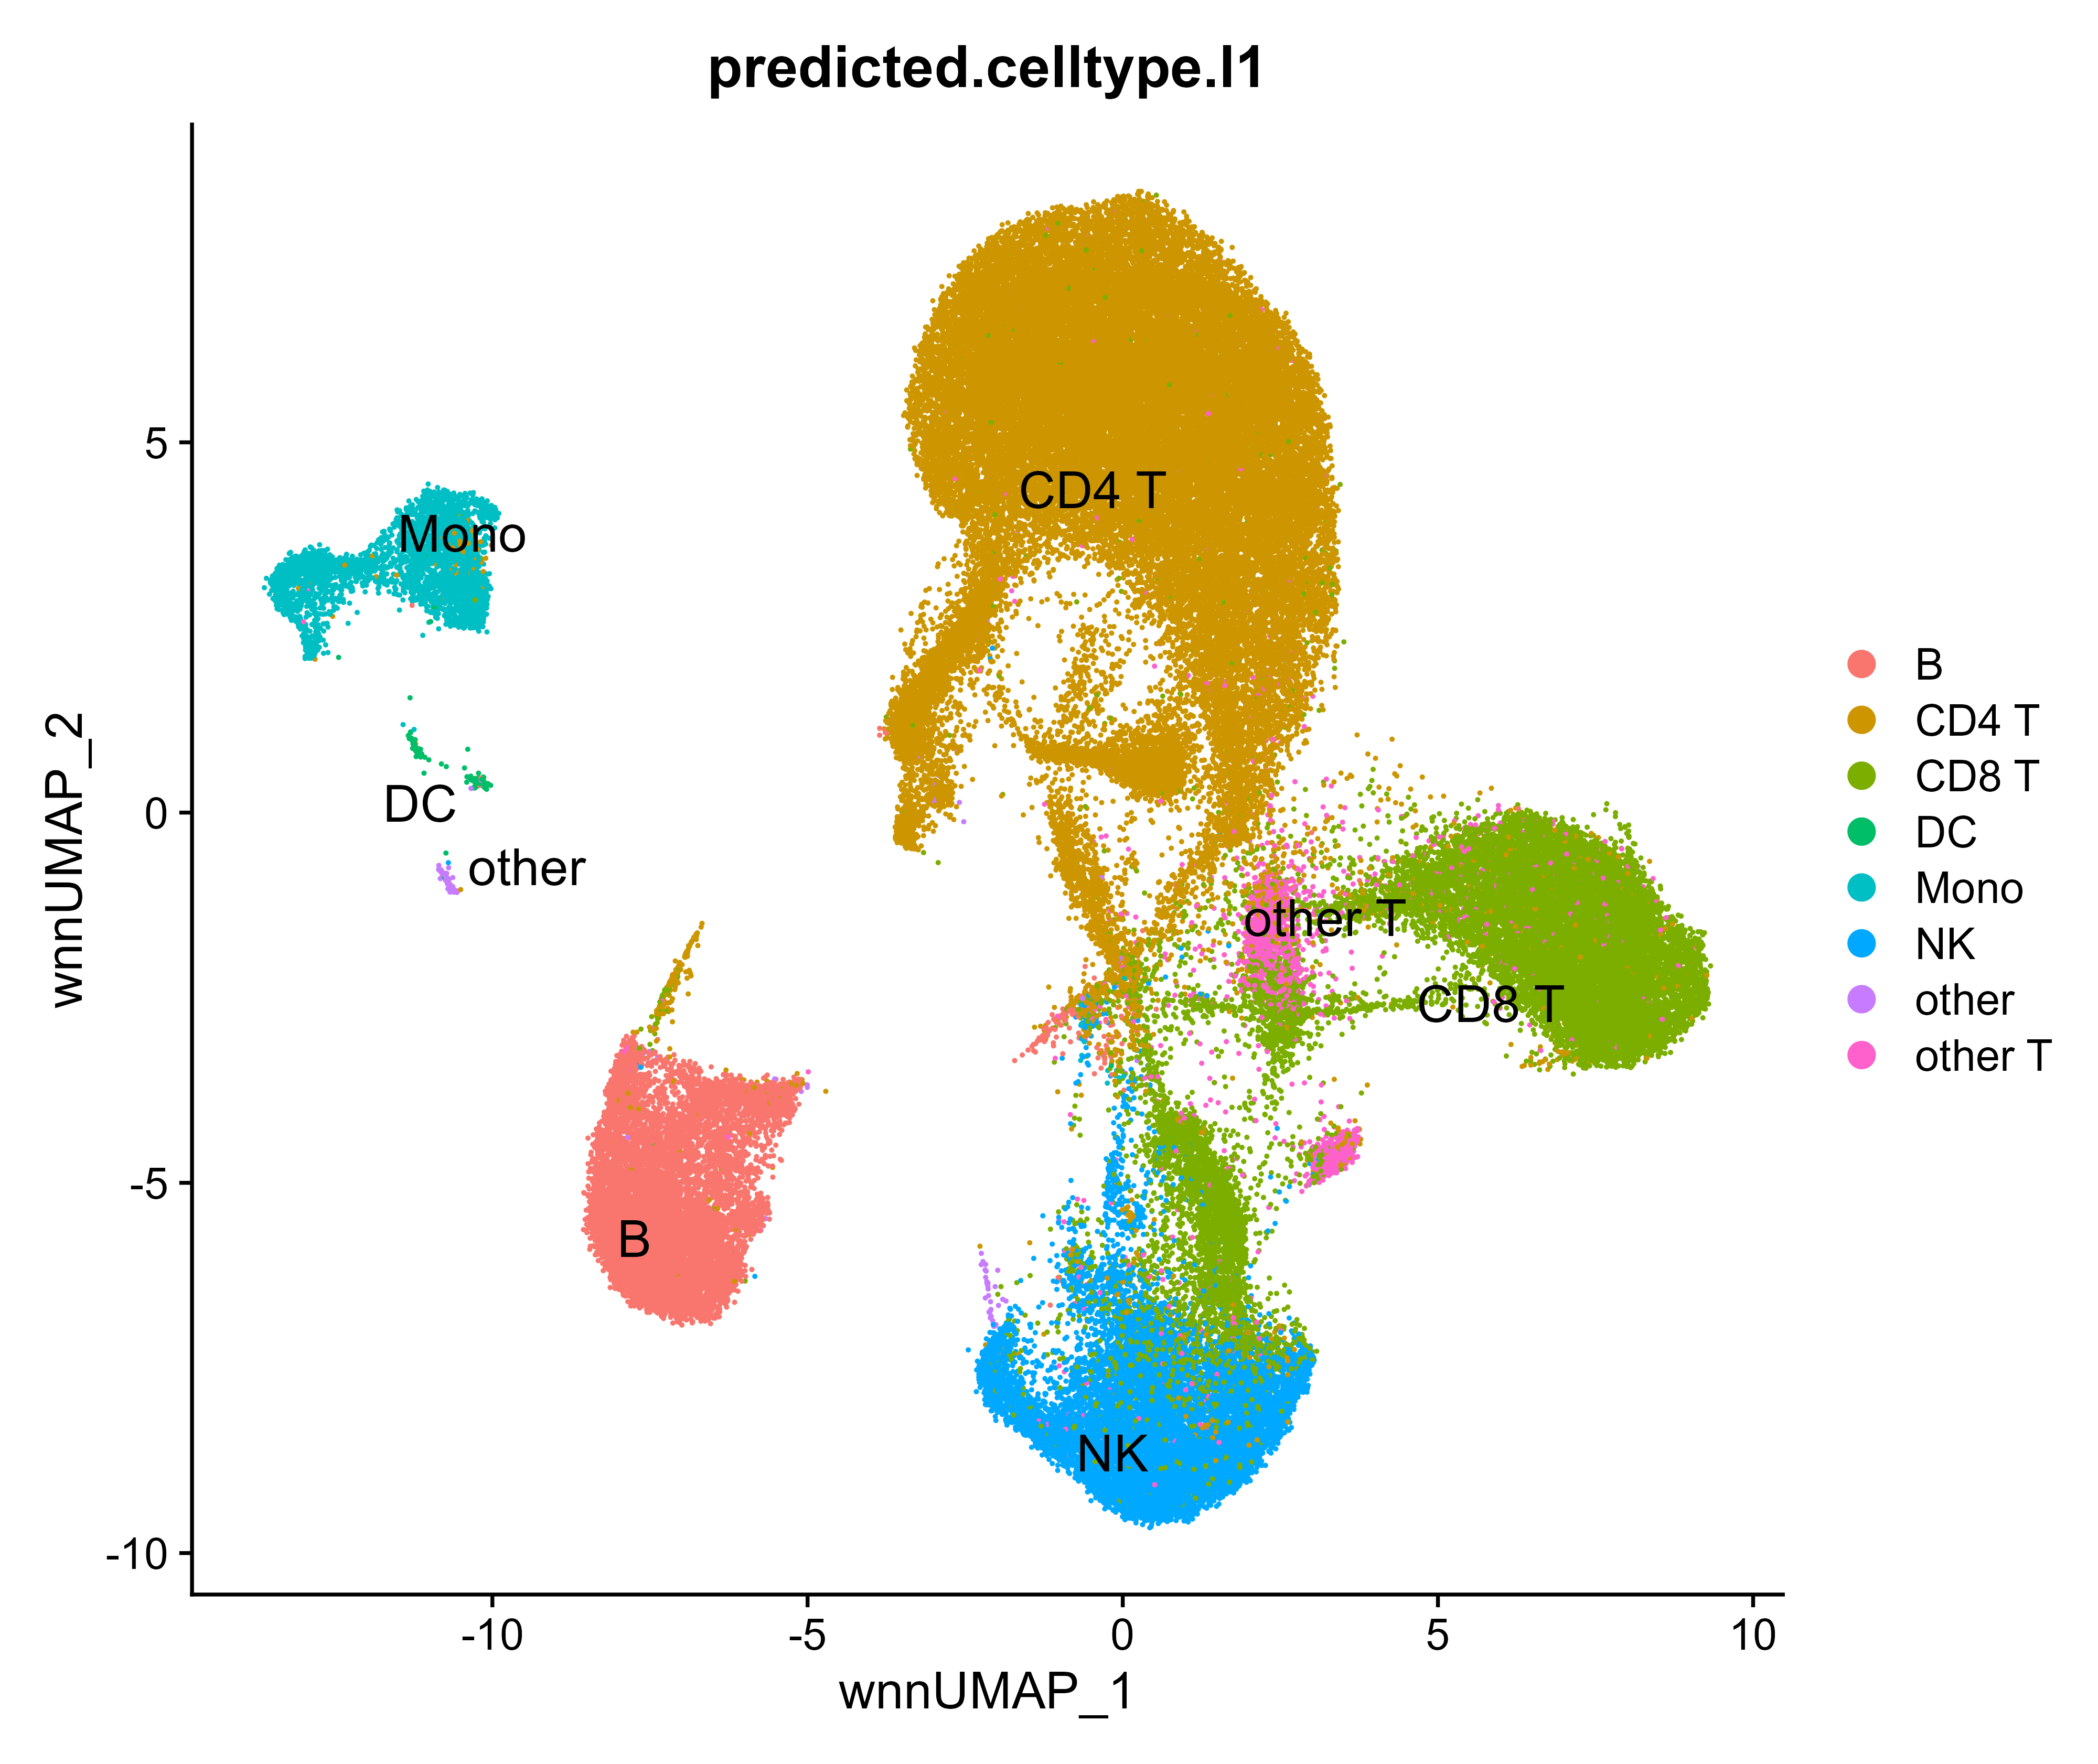 predicted.celltype.l1
wnnUMAP_2
5
0
-5
-10
CD4 T
Mono
DC
other
other T
CD8 T
B
NK
-10
-5
0
5
10
wnnUMAP_1
B
CD4 T
CD8 T
DC
Mono
NK
other
other T